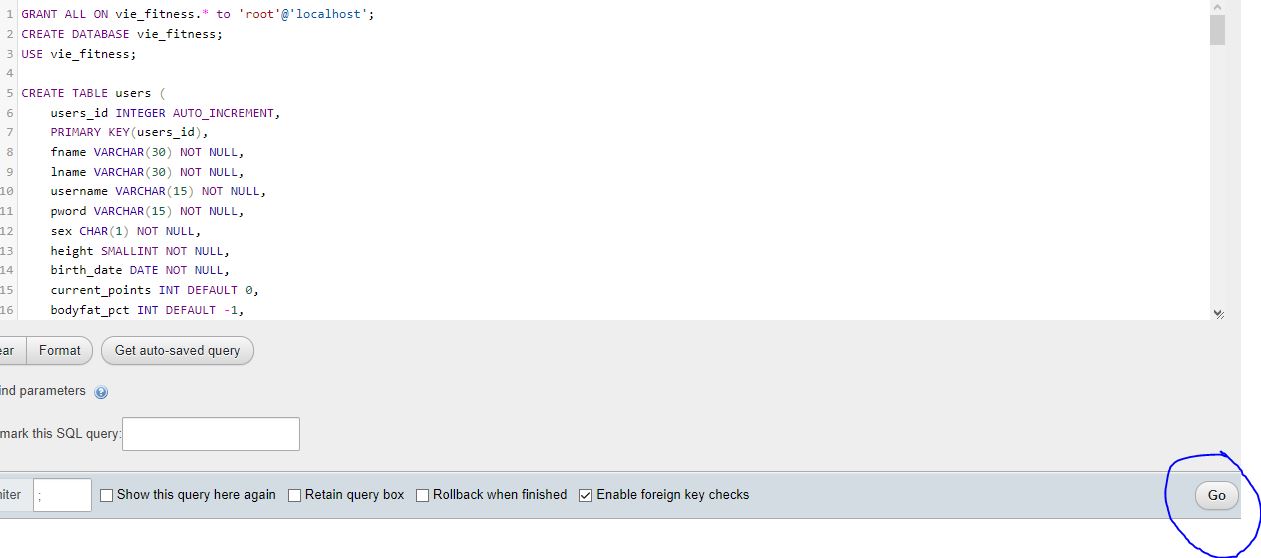 1 GRANT ALL ON vie_fitness.* to 'root'@'localhost';
2 CREATE DATABASE vie_fitness;
3 USE vie_fitness;
4
5 CREATE TABLE users (
6 users_id INTEGER AUTO_INCREMENT,
7 PRIMARY KEY(users_id),
8 fname VARCHAR(30) NOT NULL,
9 lname VARCHAR(30) NOT NULL,
10 username VARCHAR(15) NOT NULL,
11 pword VARCHAR(15) NOT NULL,
12 sex CHAR(1) NOT NULL,
13 height SMALLINT NOT NULL,
14 birth_date DATE NOT NULL,
15 current_points INT DEFAULT 0,
16 bodyfat_pct INT DEFAULT -1,
ear Format Get auto-saved query
ind parameters
mark this SQL query:
niter ; Show this query here again Retain query box Rollback when finished Enable foreign key checks Go